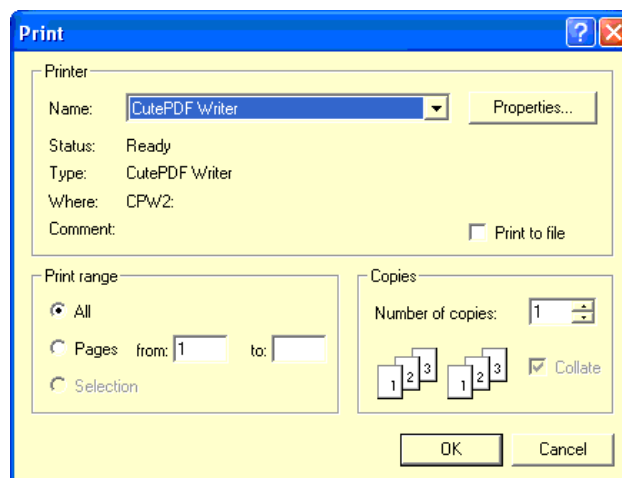 Print
Printer
Name: CutePDF Writer Properties...
Status: Ready
Type: CutePDF Writer
Where: CPW2:
Comment: Print to file
Print range
All
Pages from: 1 to:
Selection
Copies
Number of copies: 1
1 2 3 1 2 3 Collate
OK Cancel